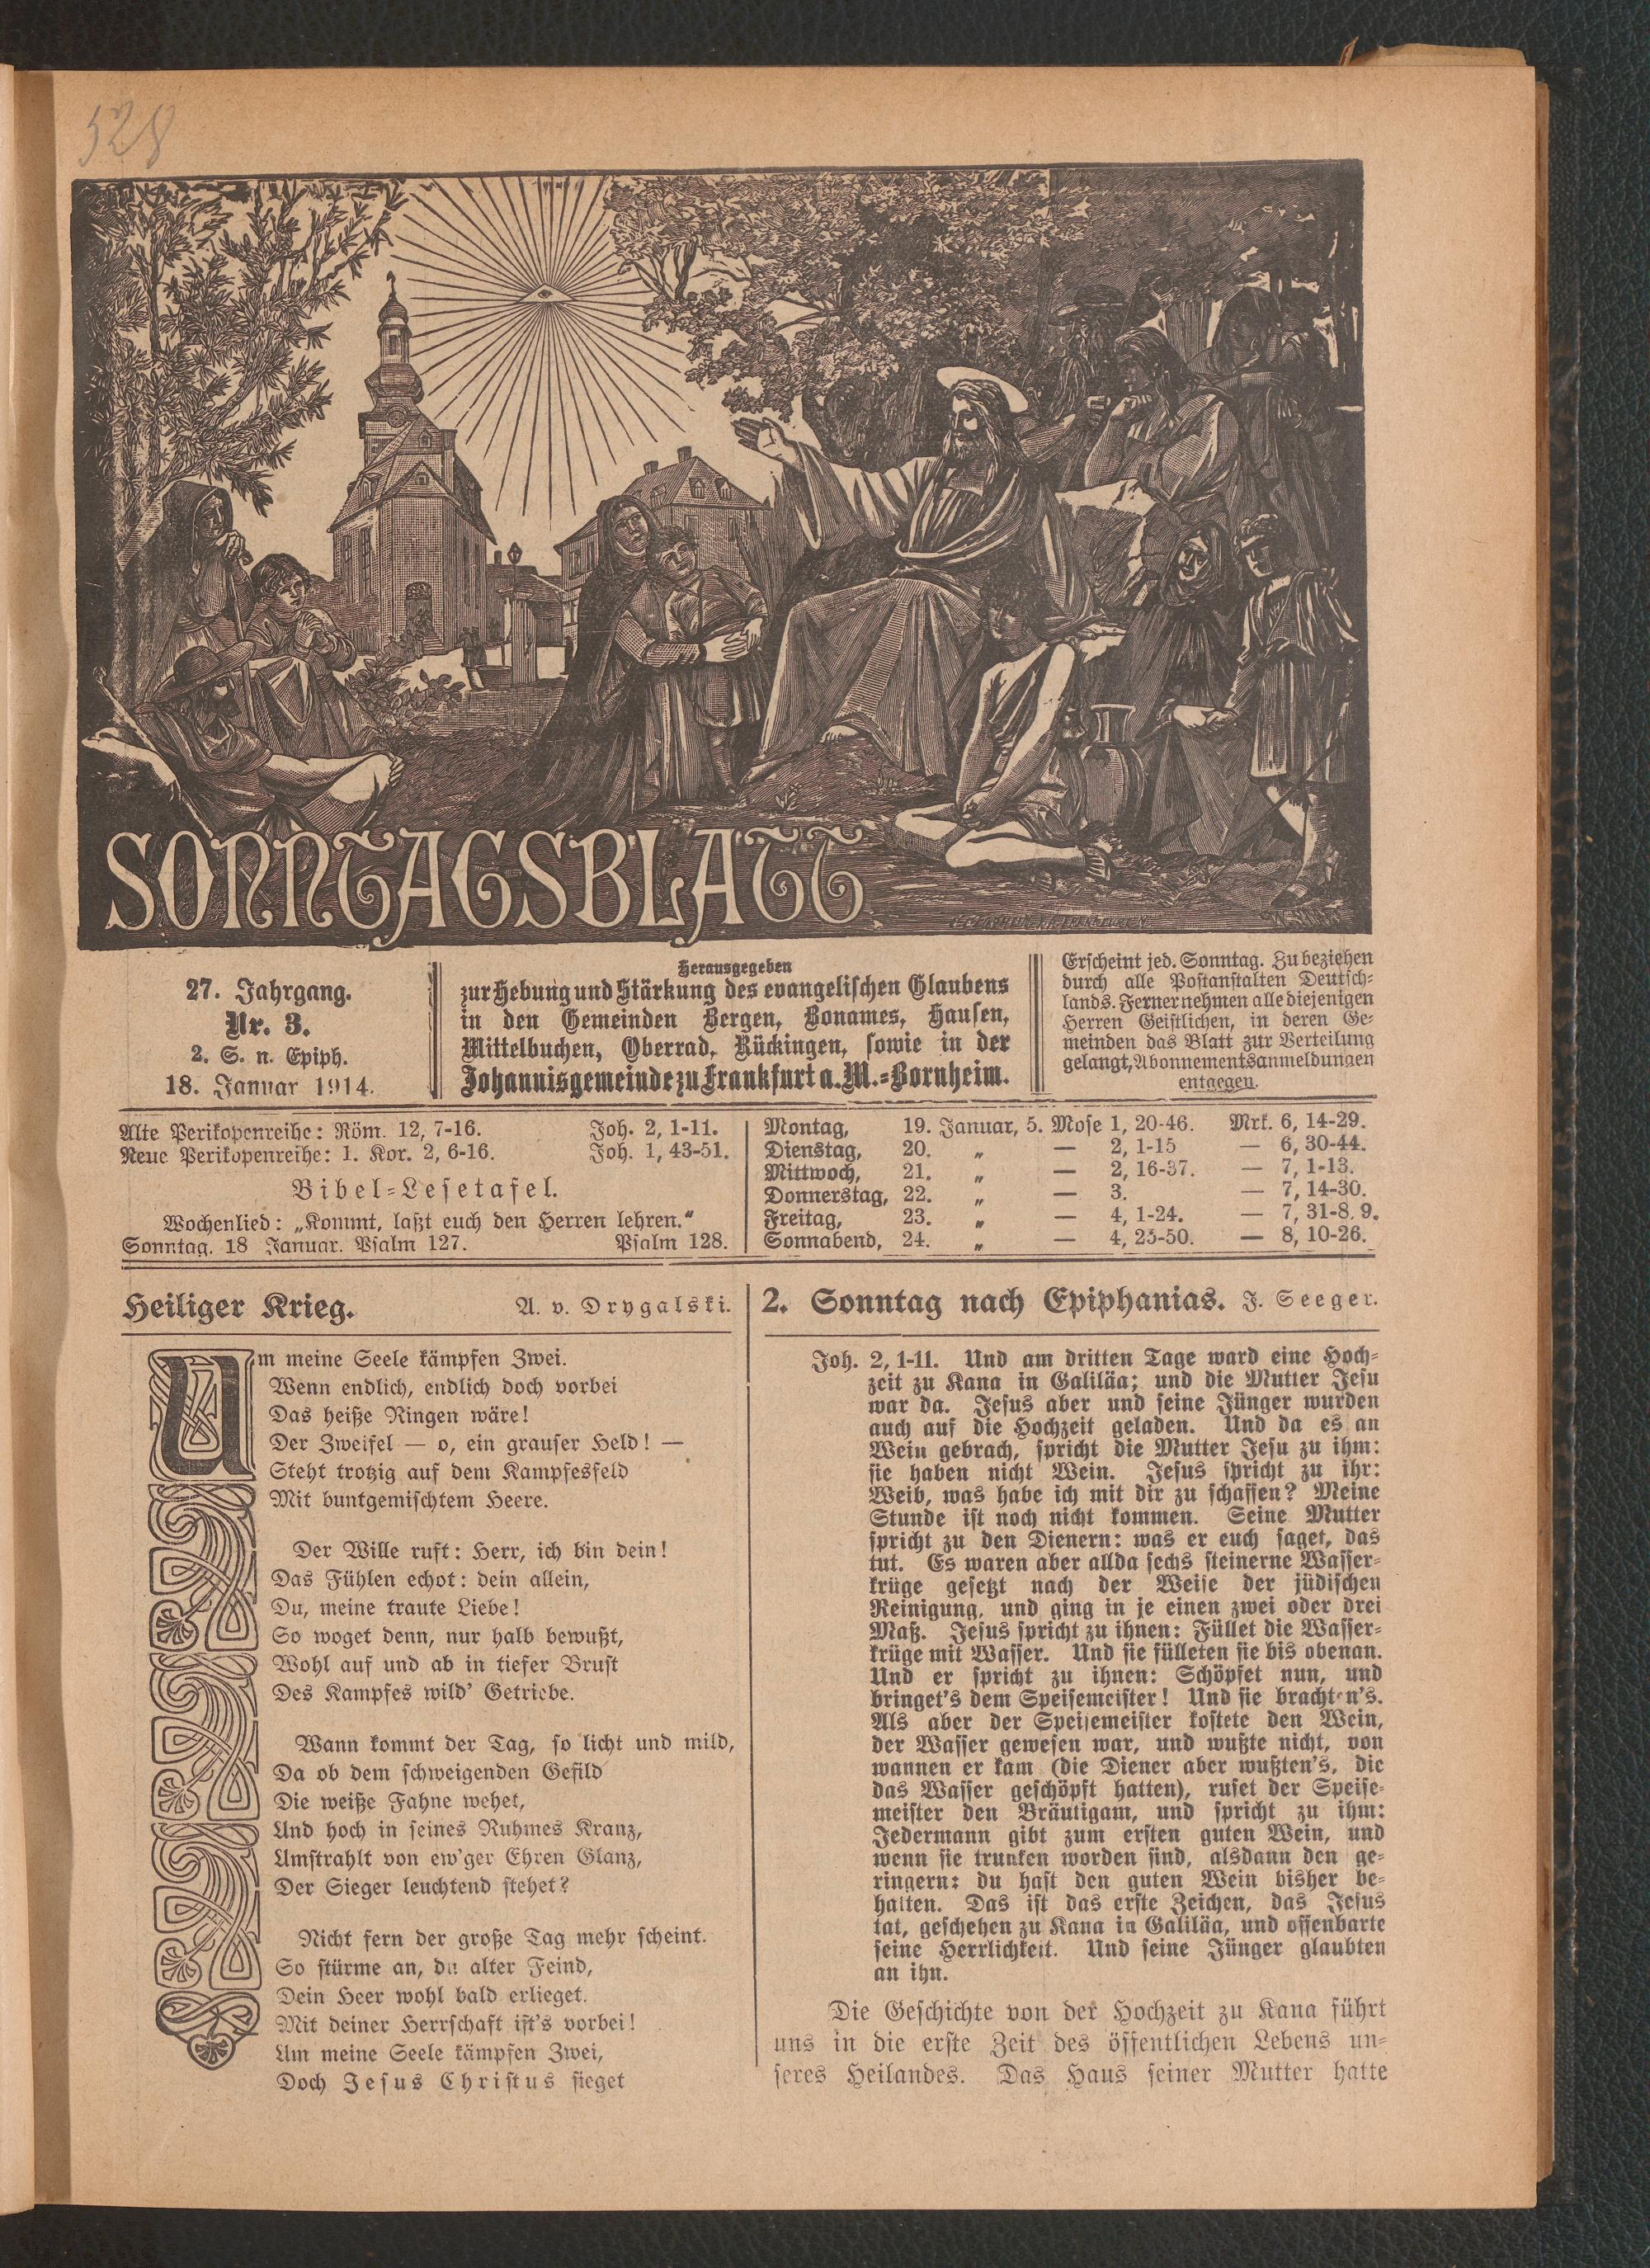 528
SONNTAGSBLATT
27. Jahrgang.
Nr. 3.
2. S. n. Epiph.
18. Januar 1914.
Herausgegeben
zur Hebung und Stärkung des evangelischen Glaubens
in den Gemeinden Bergen, Bonames, Hausen,
Mittelbuchen, Oberrad, Rückingen, sowie in der
Johannisgemeinde zu Frankfurt a. M.-Bornheim.
Erscheint jed. Sonntag. Zu beziehen
durch alle Postanstalten Deutsch-
lands. Ferner nehmen alle diejenigen
Herren Geistlichen, in deren Ge-
meinden das Blatt zur Verteilung
gelangt, Abonnementsanmeldungen
entgegen.
Alte Perikopenreihe: Röm. 12, 7-16. Joh. 2, 1-11.
Neue Perikopenreihe: 1. Kor. 2, 6-16. Joh. 1, 43-51.
Bibel-Lesetafel.
Wochenlied: „Kommt, laßt euch den Herren lehren.“
Sonntag. 18 Januar. Psalm 127. Psalm 128.
Montag, 19. Januar, 5. Mose 1, 20-46. Mrk. 6, 14-29.
Dienstag, 20. „ — 2, 1-15 — 6, 30-44.
Mittwoch, 21. „ — 2, 16-37. — 7, 1-13.
Donnerstag, 22. „ — 3. — 7, 14-30.
Freitag, 23. „ — 4, 1-24. — 7, 31-8, 9.
Sonnabend, 24. „ — 4, 25-50. — 8, 10-26.
Heiliger Krieg. A. v. Drygalski.
Um meine Seele kämpfen Zwei.
Wenn endlich, endlich doch vorbei
Das heiße Ringen wäre!
Der Zweifel — o, ein grauser Held! —
Steht trotzig auf dem Kampfesfeld
Mit buntgemischtem Heere.
Der Wille ruft: Herr, ich bin dein!
Das Fühlen echot: dein allein,
Du, meine traute Liebe!
So woget denn, nur halb bewußt,
Wohl auf und ab in tiefer Brust
Des Kampfes wild' Getriebe.
Wann kommt der Tag, so licht und mild,
Da ob dem schweigenden Gefild
Die weiße Fahne wehet,
Und hoch in seines Ruhmes Kranz,
Umstrahlt von ew'ger Ehren Glanz,
Der Sieger leuchtend stehet?
Nicht fern der große Tag mehr scheint.
So stürme an, du alter Feind,
Dein Heer wohl bald erlieget.
Mit deiner Herrschaft ist's vorbei!
Um meine Seele kämpfen Zwei,
Doch Jesus Christus sieget
2. Sonntag nach Epiphanias. J. Seeger.
Joh. 2, 1-11. Und am dritten Tage ward eine Hoch-
zeit zu Kana in Galiläa; und die Mutter Jesu
war da. Jesus aber und seine Jünger wurden
auch auf die Hochzeit geladen. Und da es an
Wein gebrach, spricht die Mutter Jesu zu ihm:
sie haben nicht Wein. Jesus spricht zu ihr:
Weib, was habe ich mit dir zu schaffen? Meine
Stunde ist noch nicht kommen. Seine Mutter
spricht zu den Dienern: was er euch saget, das
tut. Es waren aber allda sechs steinerne Wasser-
krüge gesetzt nach der Weise der jüdischen
Reinigung, und ging in je einen zwei oder drei
Maß. Jesus spricht zu ihnen: Füllet die Wasser-
krüge mit Wasser. Und sie fülleten sie bis obenan.
Und er spricht zu ihnen: Schöpfet nun, und
bringet's dem Speisemeister! Und sie brachten's.
Als aber der Speisemeister kostete den Wein,
der Wasser gewesen war, und wußte nicht, von
wannen er kam (die Diener aber wußten's, die
das Wasser geschöpft hatten), rufet der Speise-
meister den Bräutigam, und spricht zu ihm:
Jedermann gibt zum ersten guten Wein, und
wenn sie trunken worden sind, alsdann den ge-
ringern: du hast den guten Wein bisher be-
halten. Das ist das erste Zeichen, das Jesus
tat, geschehen zu Kana in Galiläa, und offenbarte
seine Herrlichkeit. Und seine Jünger glaubten
an ihn.
Die Geschichte von der Hochzeit zu Kana führt
uns in die erste Zeit des öffentlichen Lebens un-
seres Heilandes. Das Haus seiner Mutter hatte